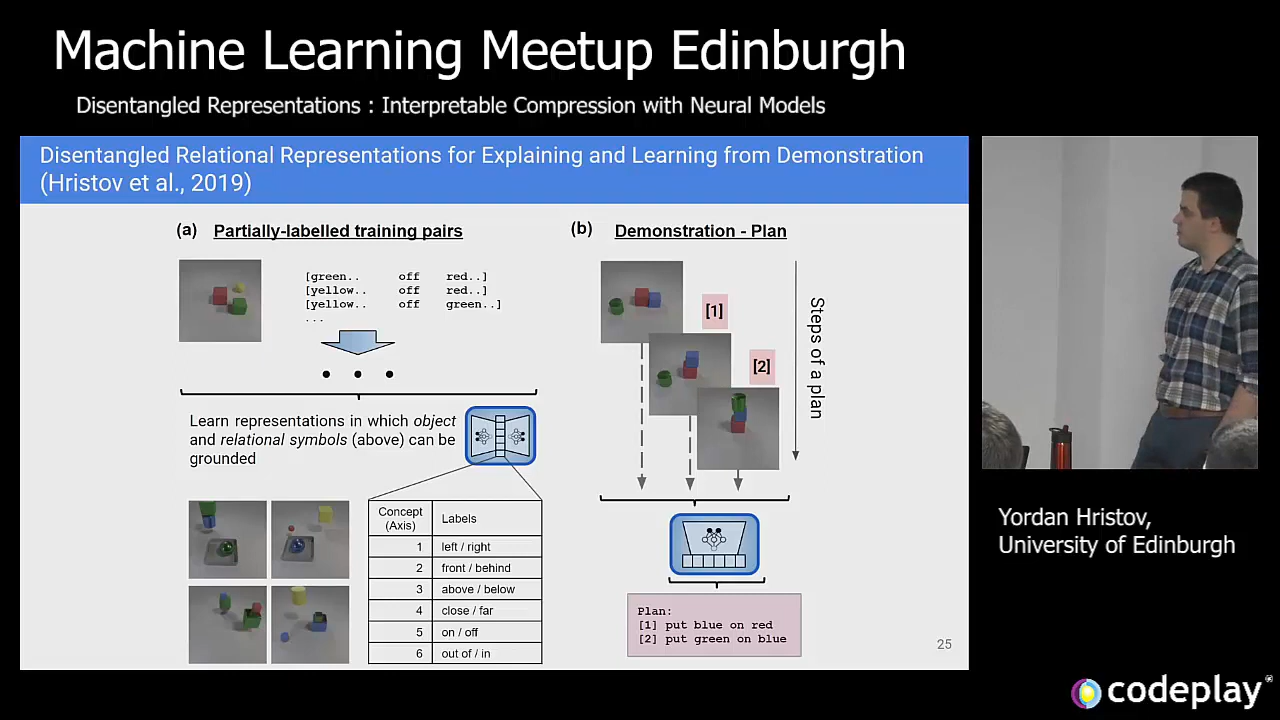 Machine Learning Meetup Edinburgh
Disentangled Representations : Interpretable Compression with Neural Models
Disentangled Relational Representations for Explaining and Learning from Demonstration
(Hristov et al., 2019)
(a) Partially-labelled training pairs
[green.. off red..]
[yellow.. off red..]
[yellow.. off green..]
...
Learn representations in which object
and relational symbols (above) can be
grounded
Concept
(Axis) Labels
1 left / right
2 front / behind
3 above / below
4 close / far
5 on / off
6 out of / in
(b) Demonstration - Plan
[1]
[2]
Steps of a plan
Plan:
[1] put blue on red
[2] put green on blue
25
Yordan Hristov,
University of Edinburgh
codeplay®